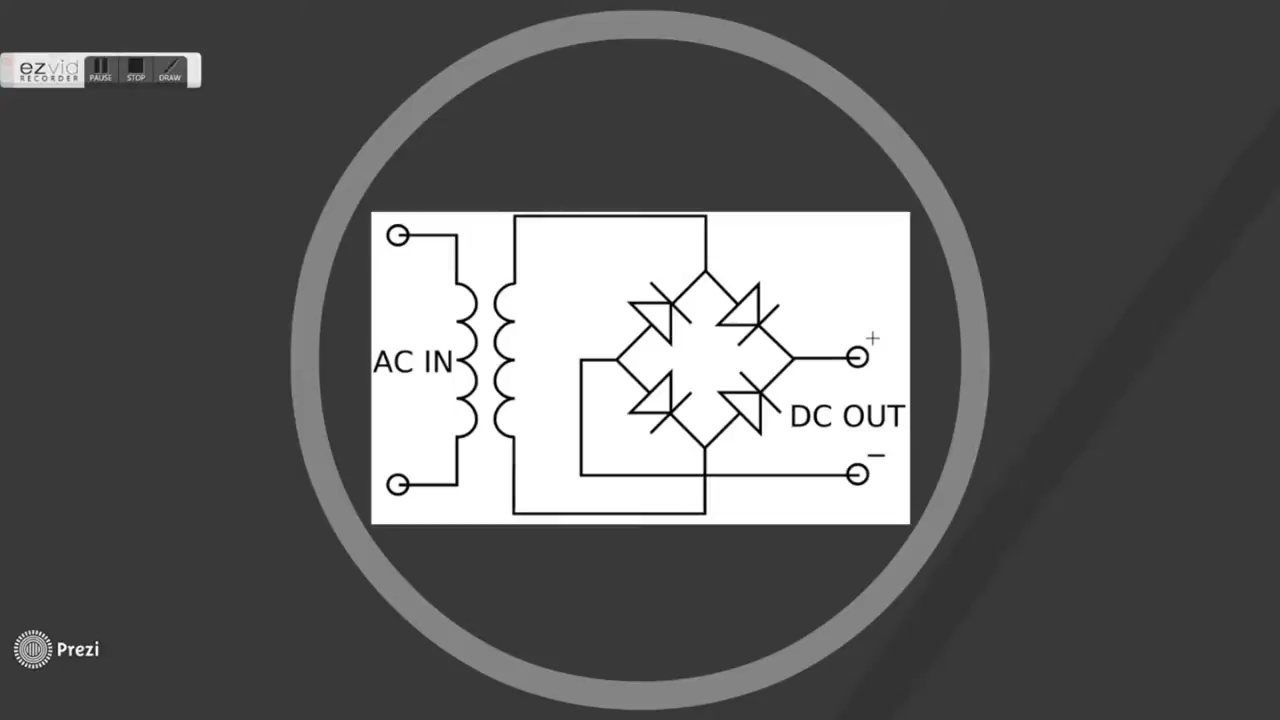 ezvid
RECORDER
PAUSE
STOP
DRAW
+
AC IN
DC OUT
−
Prezi